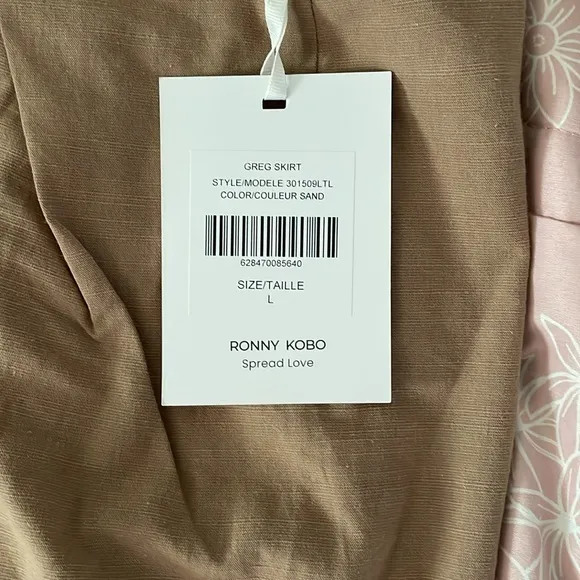 GREG SKIRT
STYLE/MODELE 301509LTL
COLOR/COULEUR SAND
628470085640
SIZE/TAILLE
L
RONNY KOBO
Spread Love